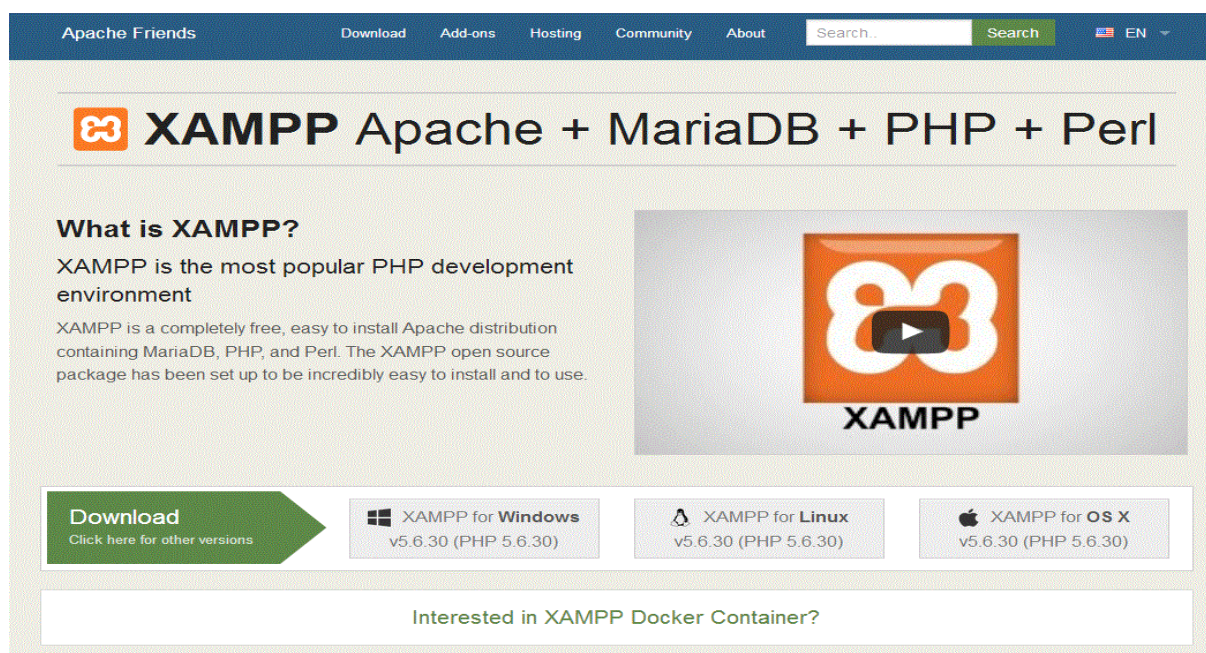 Apache Friends Download Add-ons Hosting Community About Search.. Search EN
XAMPP Apache + MariaDB + PHP + Perl
What is XAMPP?
XAMPP is the most popular PHP development
environment
XAMPP is a completely free, easy to install Apache distribution
containing MariaDB, PHP, and Perl. The XAMPP open source
package has been set up to be incredibly easy to install and to use.
XAMPP
Download
Click here for other versions
XAMPP for Windows
v5.6.30 (PHP 5.6.30)
XAMPP for Linux
v5.6.30 (PHP 5.6.30)
XAMPP for OS X
v5.6.30 (PHP 5.6.30)
Interested in XAMPP Docker Container?